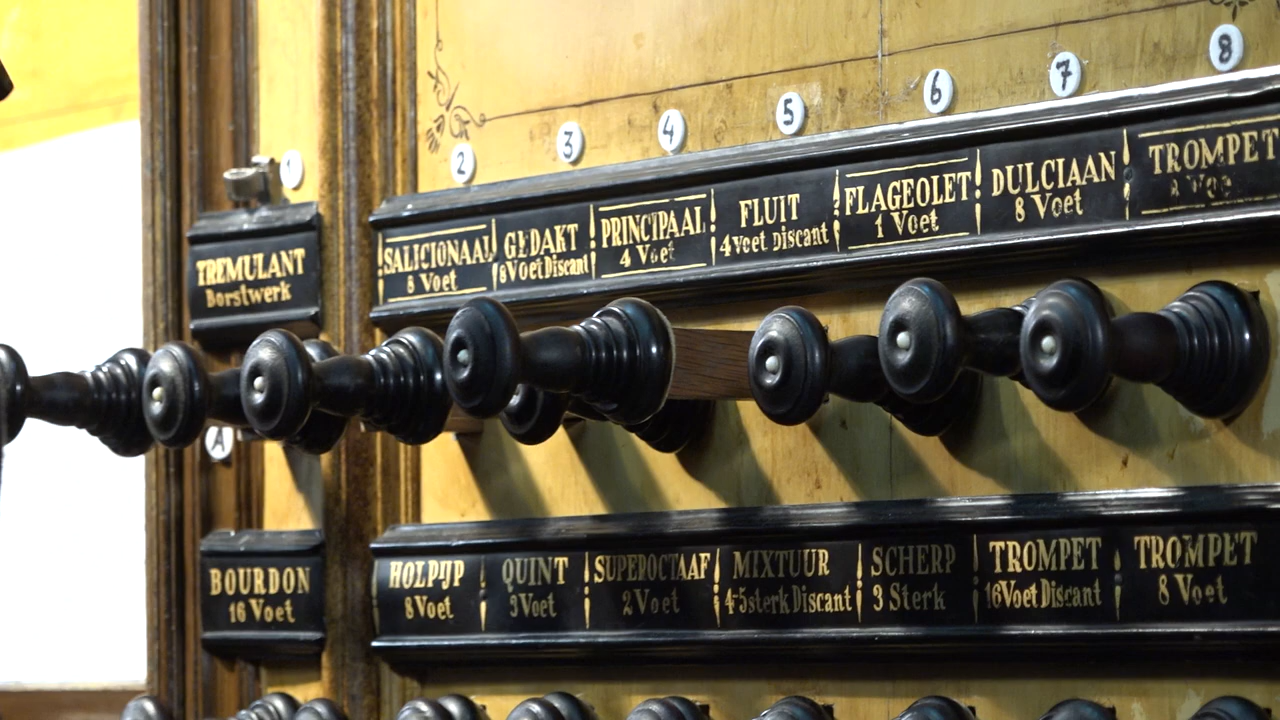 1
2
3
4
5
6
7
8
TREMULANT
Borstwerk
SALICIONAAL
8 Voet
GEDAKT
8 Voet Discant
PRINCIPAAL
4 Voet
FLUIT
4 Voet Discant
FLAGEOLET
1 Voet
DULCIAAN
8 Voet
TROMPET
8 Voet
A
BOURDON
16 Voet
HOLPIJP
8 Voet
QUINT
3 Voet
SUPEROCTAAF
2 Voet
MIXTUUR
4-5 sterk Discant
SCHERP
3 Sterk
TROMPET
16 Voet Discant
TROMPET
8 Voet